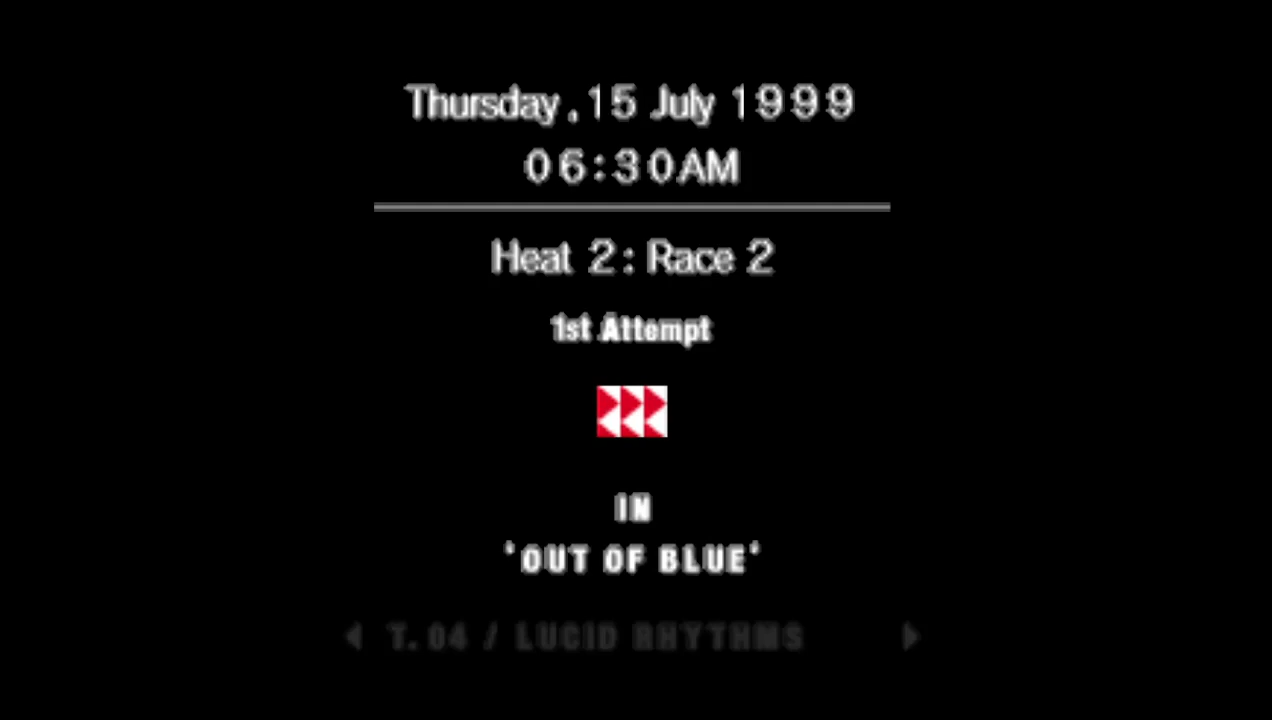 Thursday,15 July 1999
06:30AM
Heat 2: Race 2
1st Attempt
IN
'OUT OF BLUE'
T. 04 / LUCID RHYTHMS